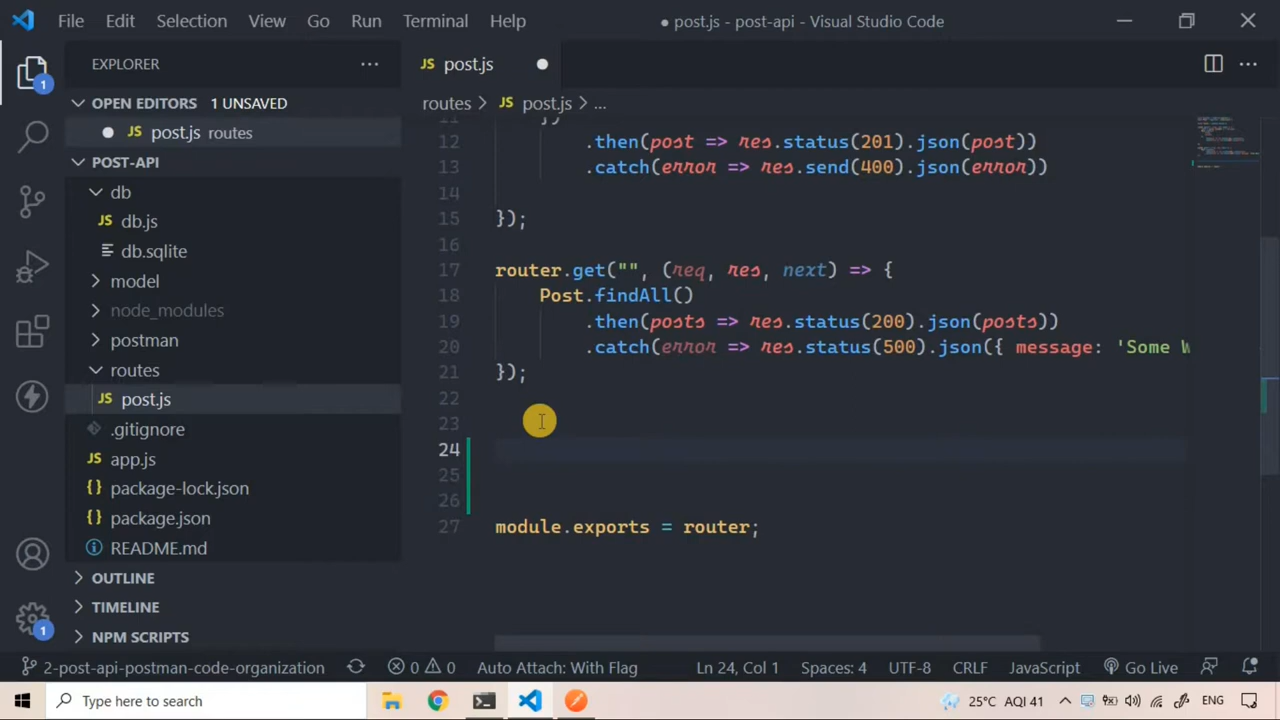 File Edit Selection View Go Run Terminal Help
● post.js - post-api - Visual Studio Code
EXPLORER
JS post.js
OPEN EDITORS 1 UNSAVED
JS post.js routes
routes > JS post.js > ...
POST-API
db
JS db.js
db.sqlite
model
node_modules
postman
routes
JS post.js
.gitignore
JS app.js
{} package-lock.json
{} package.json
README.md
OUTLINE
TIMELINE
NPM SCRIPTS
1
1
11 })
12 .then(post => res.status(201).json(post))
13 .catch(error => res.send(400).json(error))
14
15 });
16
17 router.get("", (req, res, next) => {
18 Post.findAll()
19 .then(posts => res.status(200).json(posts))
20 .catch(error => res.status(500).json({ message: 'Some W
21 });
22
23
24
25
26
27 module.exports = router;
2-post-api-postman-code-organization 0 0 Auto Attach: With Flag Ln 24, Col 1 Spaces: 4 UTF-8 CRLF JavaScript Go Live
Type here to search 25°C AQI 41 ENG